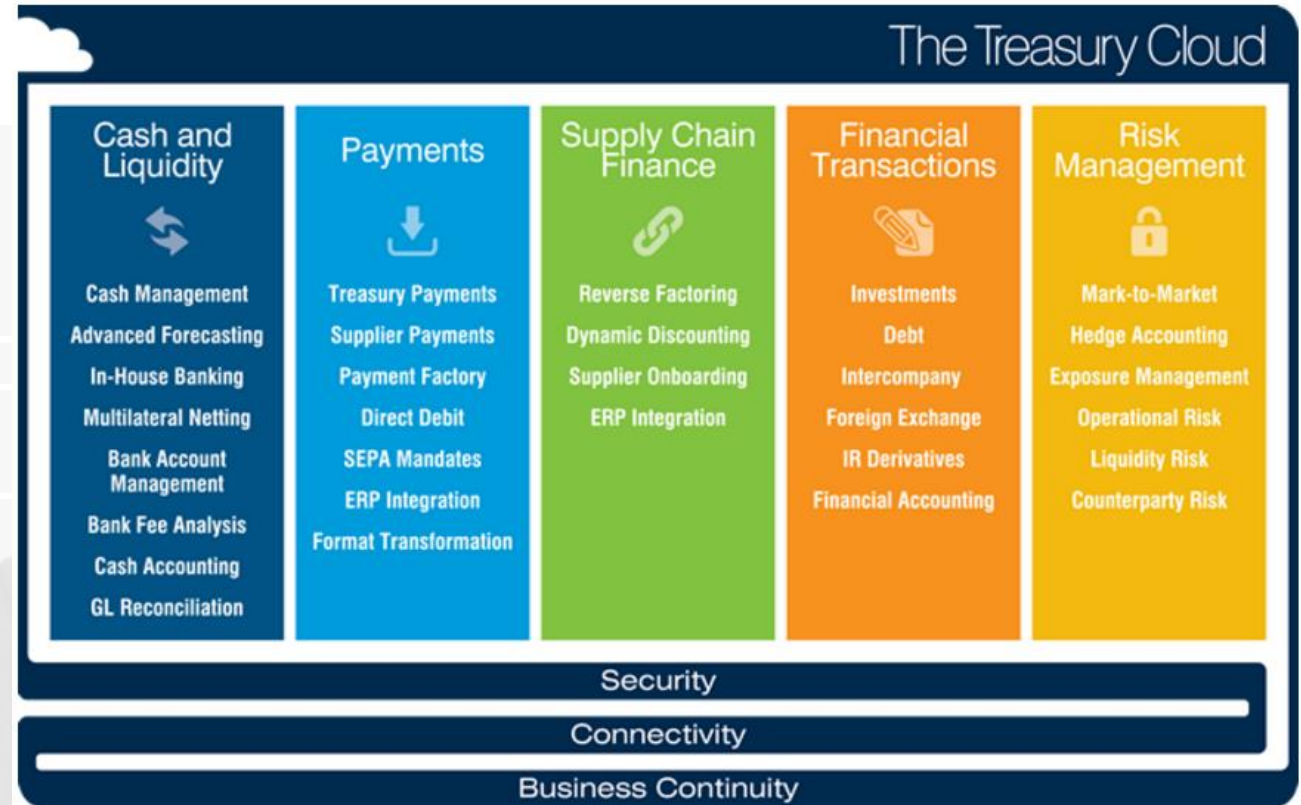 The Treasury Cloud
Cash and
Liquidity
Cash Management
Advanced Forecasting
In-House Banking
Multilateral Netting
Bank Account
Management
Bank Fee Analysis
Cash Accounting
GL Reconciliation
Payments
Treasury Payments
Supplier Payments
Payment Factory
Direct Debit
SEPA Mandates
ERP Integration
Format Transformation
Supply Chain
Finance
Reverse Factoring
Dynamic Discounting
Supplier Onboarding
ERP Integration
Financial
Transactions
Investments
Debt
Intercompany
Foreign Exchange
IR Derivatives
Financial Accounting
Risk
Management
Mark-to-Market
Hedge Accounting
Exposure Management
Operational Risk
Liquidity Risk
Counterparty Risk
Security
Connectivity
Business Continuity